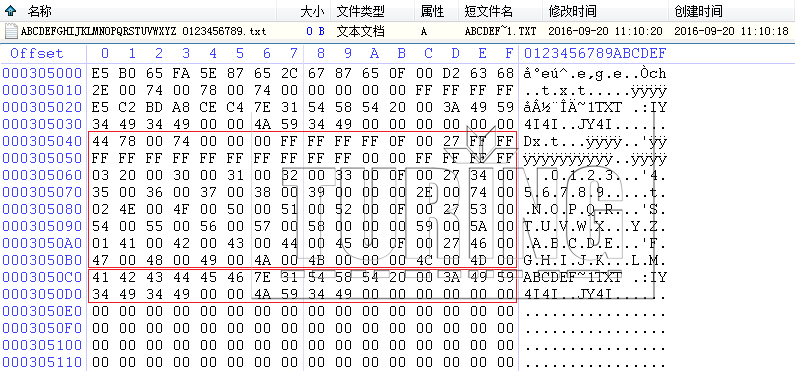 名称 大小 文件类型 属性 短文件名 修改时间 创建时间
ABCDEFGHIJKLMNOPQRSTUVWXYZ 0123456789.txt 0 B 文本文档 A ABCDEF~1.TXT 2016-09-20 11:10:20 2016-09-20 11:10:18
Offset 0 1 2 3 4 5 6 7 8 9 A B C D E F 0123456789ABCDEF
000305000 E5 B0 65 FA 5E 87 65 2C 67 87 65 0F 00 D2 63 68 å°eú^.e,g.e..Òch
000305010 2E 00 74 00 78 00 74 00 00 00 00 00 FF FF FF FF ..t.x.t.....ÿÿÿÿ
000305020 E5 C2 BD A8 CE C4 7E 31 54 58 54 20 00 3A 49 59 åÂ½¨ÎÄ~1TXT .:IY
000305030 34 49 34 49 00 00 4A 59 34 49 00 00 00 00 00 00 4I4I..JY4I......
000305040 44 78 00 74 00 00 00 FF FF FF FF 0F 00 27 FF FF Dx.t...ÿÿÿÿ..'ÿÿ
000305050 FF FF FF FF FF FF FF FF FF FF 00 00 FF FF FF FF ÿÿÿÿÿÿÿÿÿÿ..ÿÿÿÿ
000305060 03 20 00 30 00 31 00 32 00 33 00 0F 00 27 34 00 . .0.1.2.3...'4.
000305070 35 00 36 00 37 00 38 00 39 00 00 00 2E 00 74 00 5.6.7.8.9.....t.
000305080 02 4E 00 4F 00 50 00 51 00 52 00 0F 00 27 53 00 .N.O.P.Q.R...'S.
000305090 54 00 55 00 56 00 57 00 58 00 00 00 59 00 5A 00 T.U.V.W.X...Y.Z.
0003050A0 01 41 00 42 00 43 00 44 00 45 00 0F 00 27 46 00 .A.B.C.D.E...'F.
0003050B0 47 00 48 00 49 00 4A 00 4B 00 00 00 4C 00 4D 00 G.H.I.J.K...L.M.
0003050C0 41 42 43 44 45 46 7E 31 54 58 54 20 00 3A 49 59 ABCDEF~1TXT .:IY
0003050D0 34 49 34 49 00 00 4A 59 34 49 00 00 00 00 00 00 4I4I..JY4I......
0003050E0 00 00 00 00 00 00 00 00 00 00 00 00 00 00 00 00 ................
0003050F0 00 00 00 00 00 00 00 00 00 00 00 00 00 00 00 00 ................
000305100 00 00 00 00 00 00 00 00 00 00 00 00 00 00 00 00 ................
000305110 00 00 00 00 00 00 00 00 00 00 00 00 00 00 00 00 ................
TURING